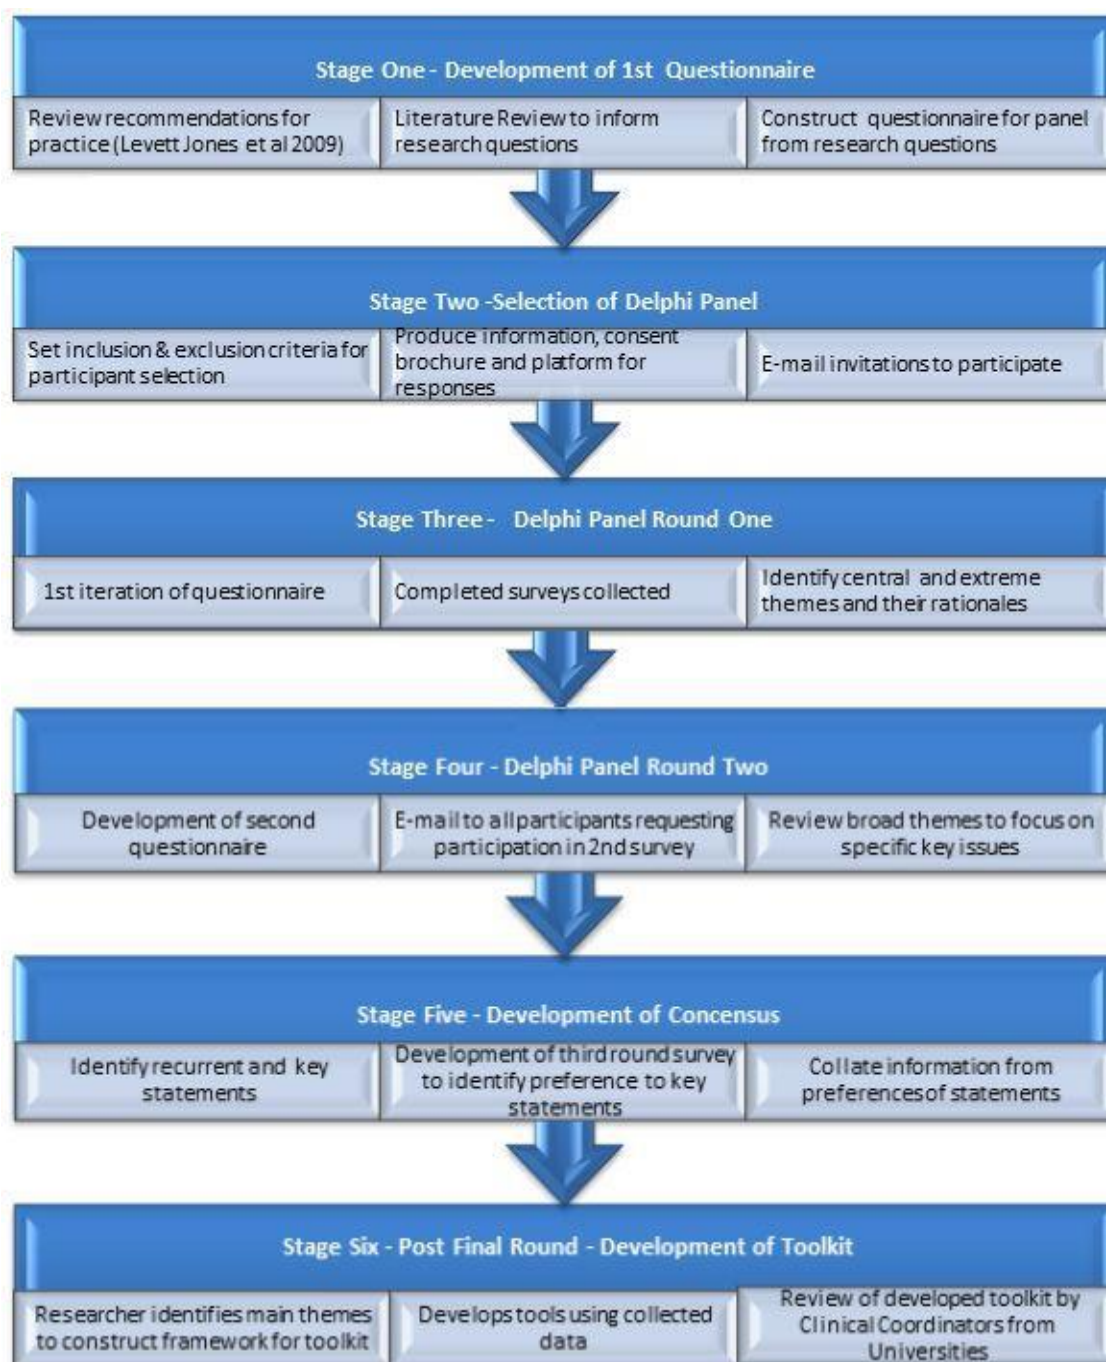 Stage One - Development of 1st Questionnaire
Review recommendations for
practice (Levett Jones et al 2009)
Literature Review to inform
research questions
Construct questionnaire for panel
from research questions
Stage Two -Selection of Delphi Panel
Set inclusion & exclusion criteria for
participant selection
Produce information, consent
brochure and platform for
responses
E-mail invitations to participate
Stage Three - Delphi Panel Round One
1st iteration of questionnaire
Completed surveys collected
Identify central and extreme
themes and their rationales
Stage Four - Delphi Panel Round Two
Development of second
questionnaire
E-mail to all participants requesting
participation in 2nd survey
Review broad themes to focus on
specific key issues
Stage Five - Development of Concensus
Identify recurrent and key
statements
Development of third round survey
to identify preference to key
statements
Collate information from
preferences of statements
Stage Six - Post Final Round - Development of Toolkit
Researcher identifies main themes
to construct framework for toolkit
Develops tools using collected
data
Review of developed toolkit by
Clinical Coordinators from
Universities